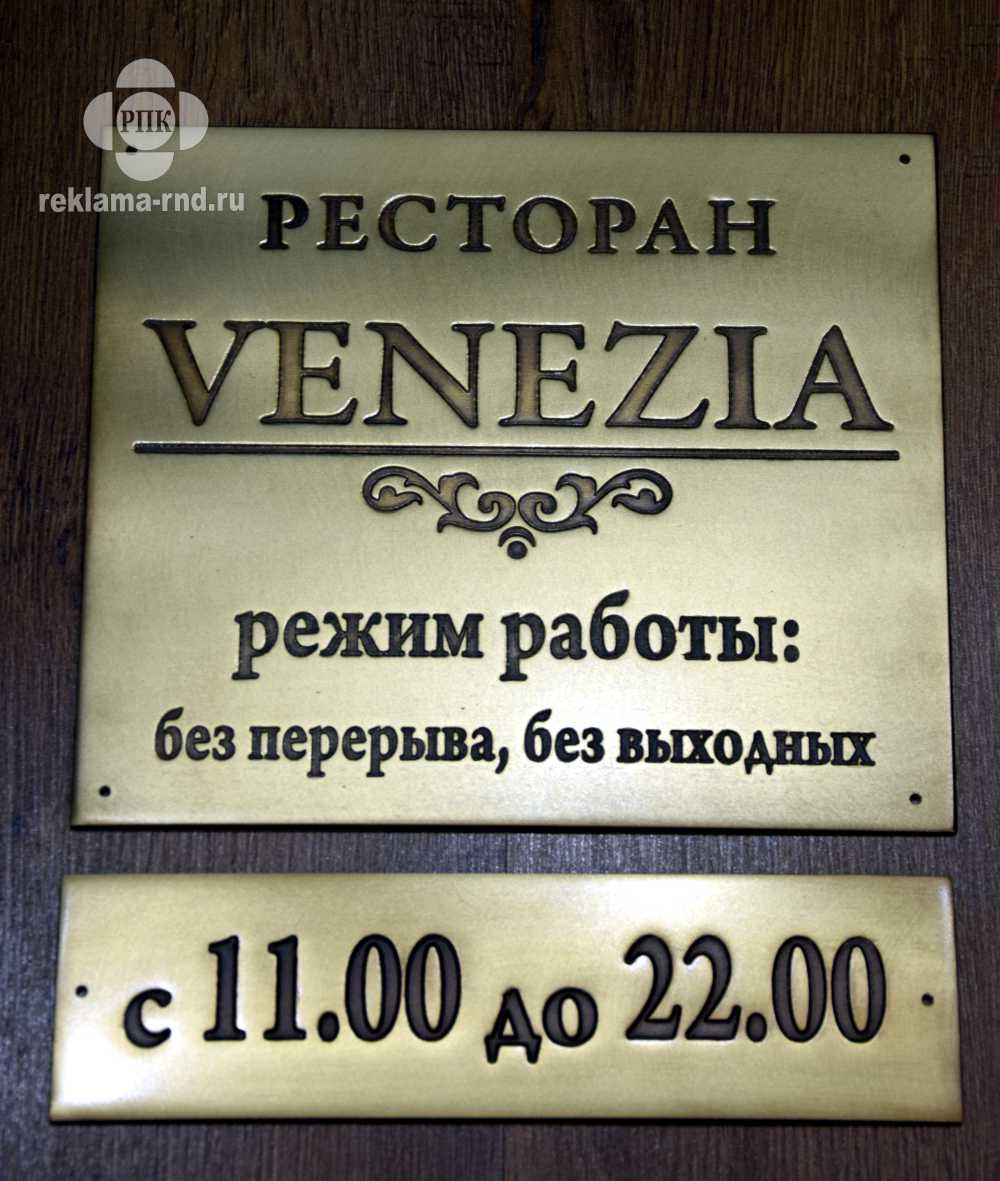 РПК
reklama-rnd.ru
РЕСТОРАН
VENEZIA
режим работы:
без перерыва, без выходных
с 11.00 до 22.00